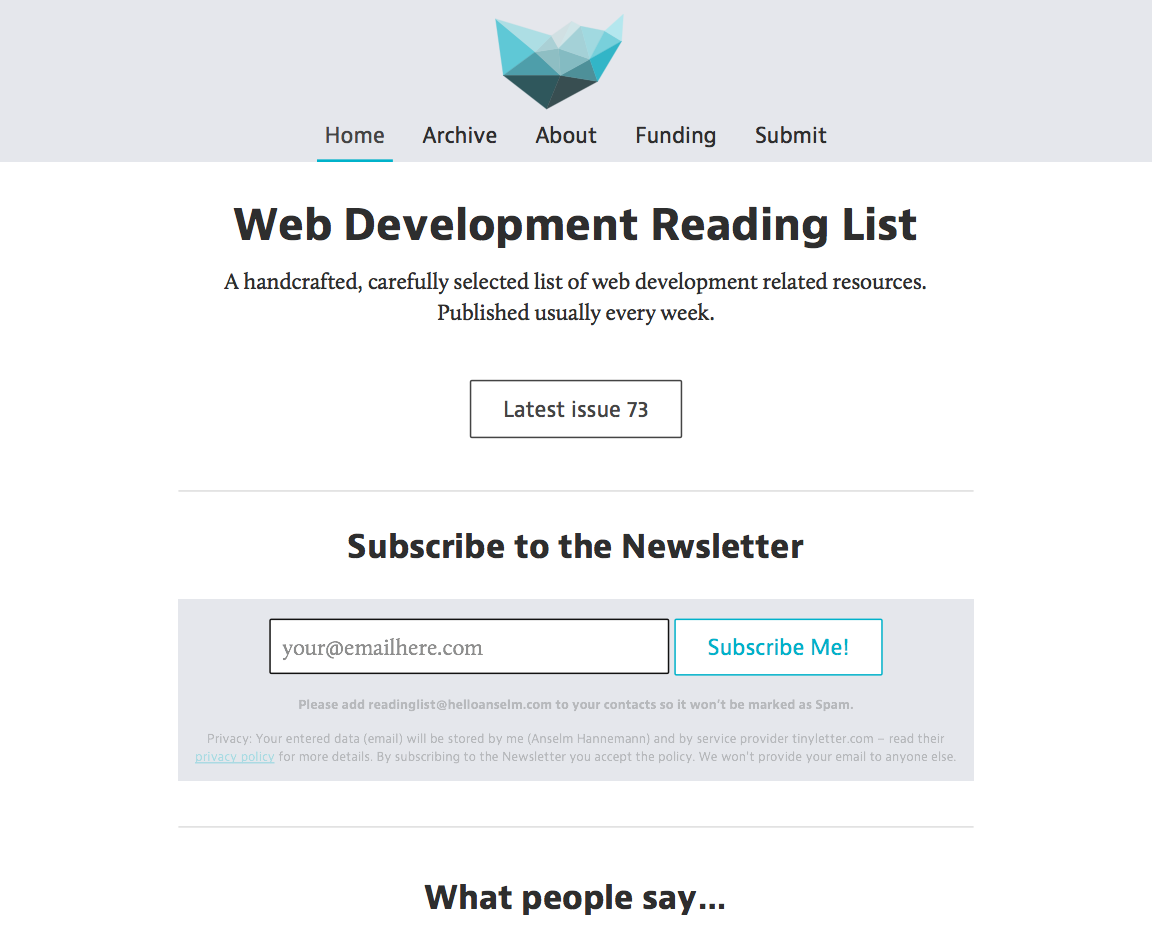 Home Archive About Funding Submit
Web Development Reading List
A handcrafted, carefully selected list of web development related resources.
Published usually every week.
Latest issue 73
Subscribe to the Newsletter
your@emailhere.com Subscribe Me!
Please add readinglist@helloanselm.com to your contacts so it won't be marked as Spam.
Privacy: Your entered data (email) will be stored by me (Anselm Hannemann) and by service provider tinyletter.com – read their
privacy policy for more details. By subscribing to the Newsletter you accept the policy. We won't provide your email to anyone else.
What people say…